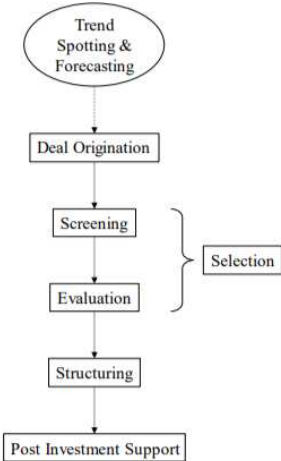 Trend
Spotting &
Forecasting
Deal Origination
Screening
Selection
Evaluation
Structuring
Post Investment Support